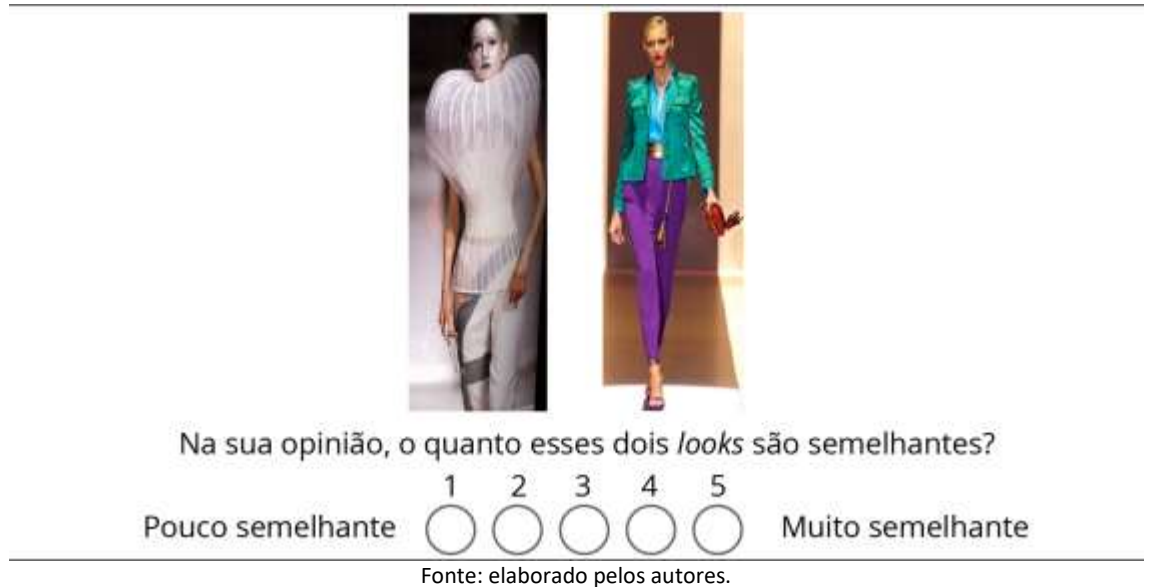 Na sua opinião, o quanto esses dois looks são semelhantes?
1 2 3 4 5
Pouco semelhante Muito semelhante
Fonte: elaborado pelos autores.